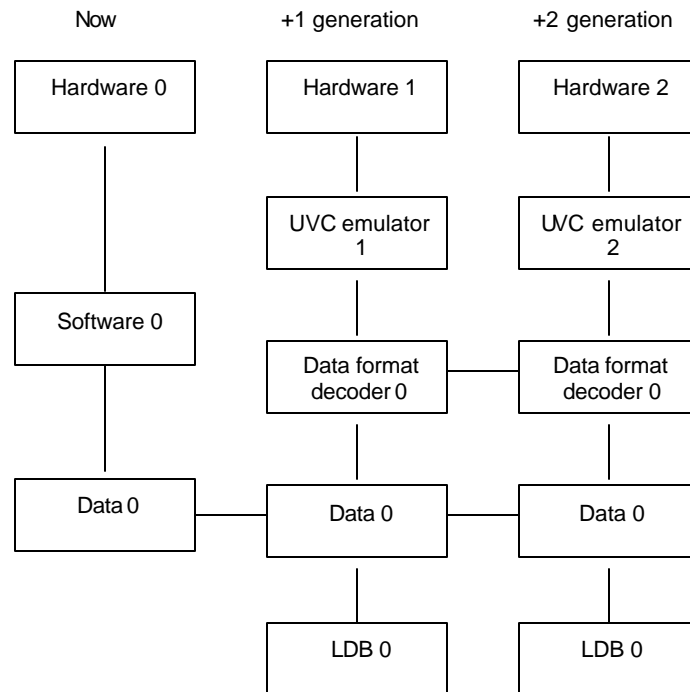 Now +1 generation +2 generation
Hardware 0 Hardware 1 Hardware 2
UVC emulator
1
UVC emulator
2
Software 0
Data format
decoder 0
Data format
decoder 0
Data 0 Data 0 Data 0
LDB 0 LDB 0